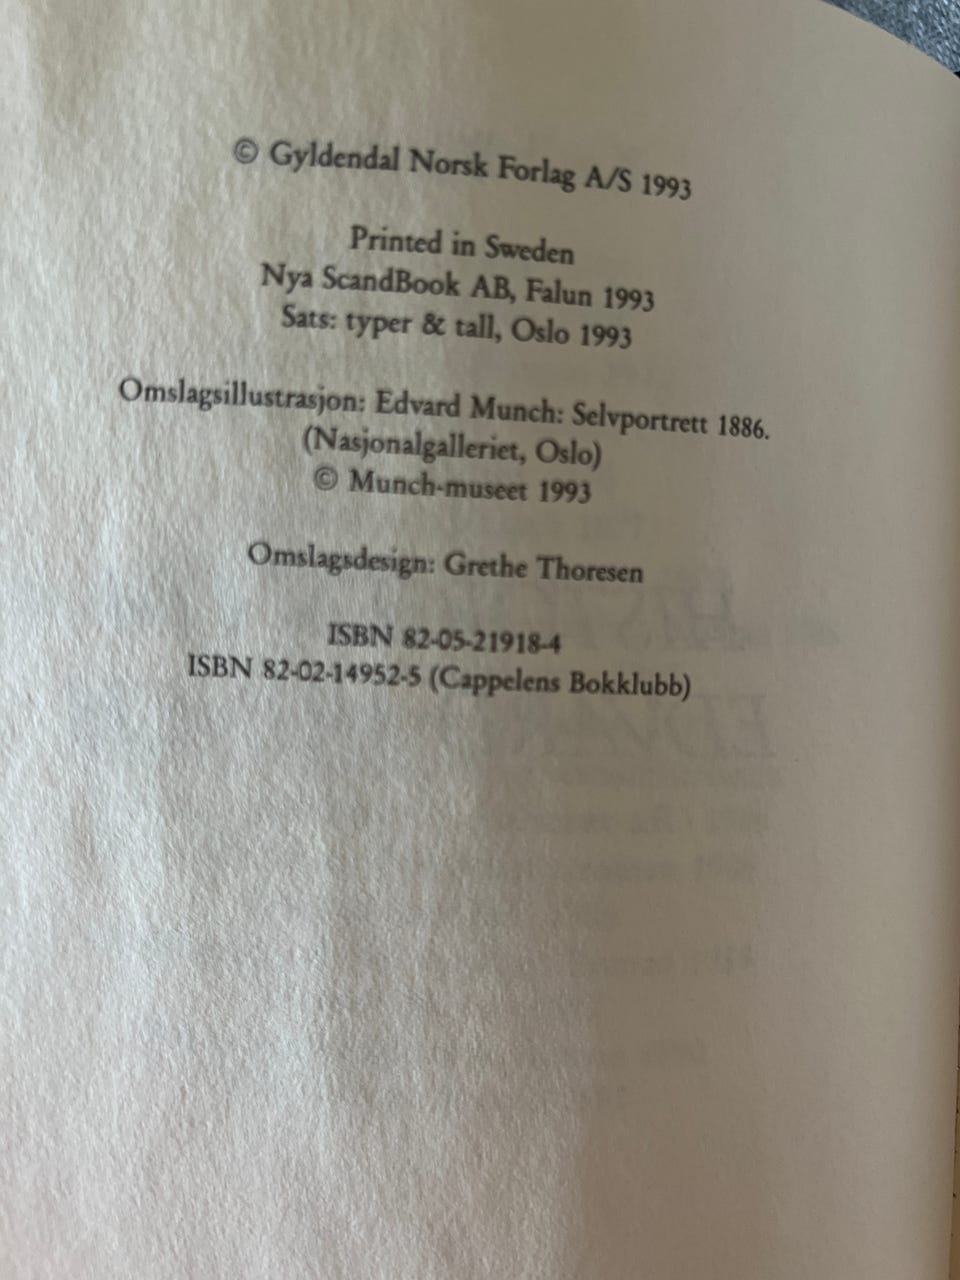 © Gyldendal Norsk Forlag A/S 1993
Printed in Sweden
Nya ScandBook AB, Falun 1993
Sats: typer & tall, Oslo 1993
Omslagsillustrasjon: Edvard Munch: Selvportrett 1886.
(Nasjonalgalleriet, Oslo)
© Munch-museet 1993
Omslagsdesign: Grethe Thoresen
ISBN 82-05-21918-4
ISBN 82-02-14952-5 (Cappelens Bokklubb)